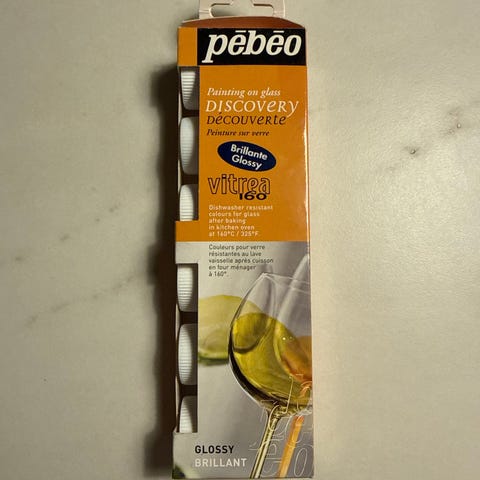 pēbēo
Painting on glass
DISCOVERY
DÉCOUVERTE
Peinture sur verre
Brillante
Glossy
vitrea
160
Dishwasher resistant
colours for glass
after baking
in kitchen oven
at 160°C / 325°F.
Couleurs pour verre
résistantes au lave
vaisselle après cuisson
en four ménager
à 160°.
GLOSSY
BRILLANT